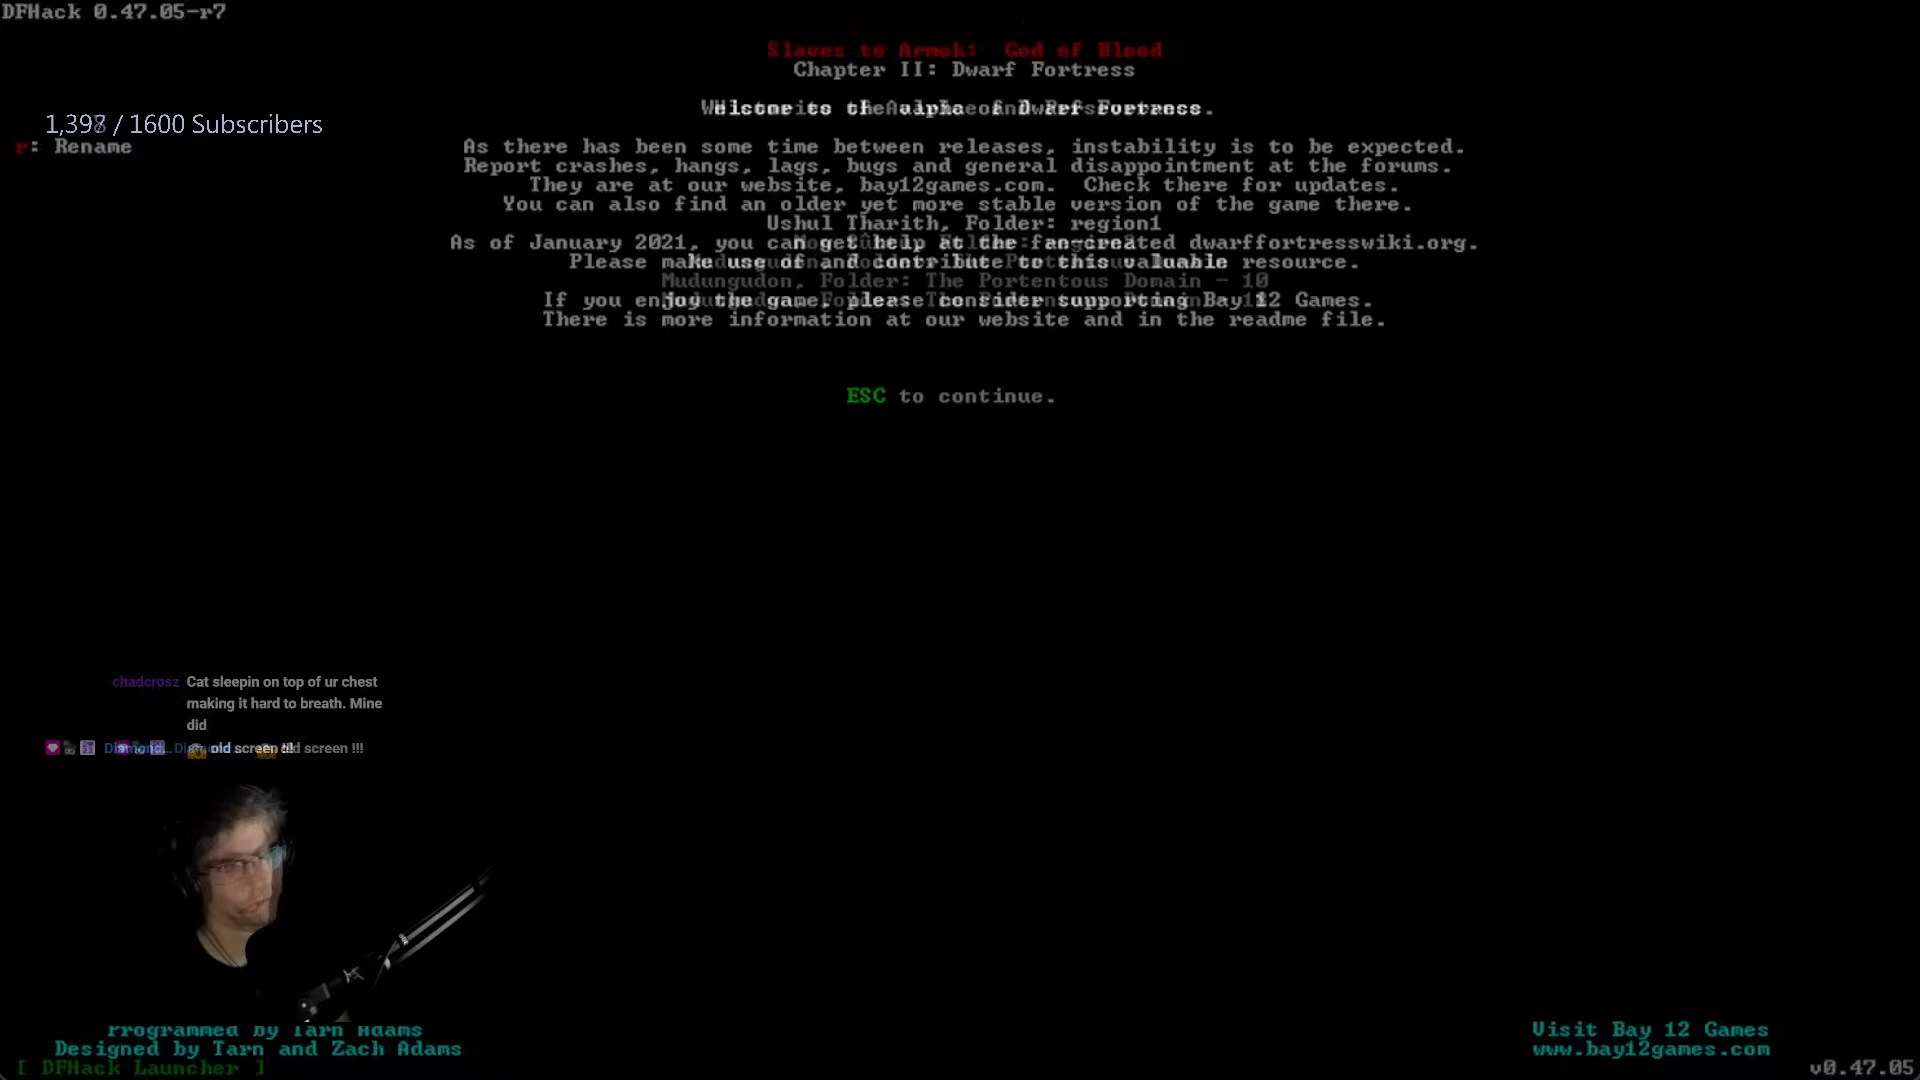 DFHack 0.47.05-r7
Slaves to Armok: God of Blood
Chapter II: Dwarf Fortress
1,398 / 1600 Subscribers
r: Rename
As there has been some time between releases, instability is to be expected.
Report crashes, hangs, lags, bugs and general disappointment at the forums.
They are at our website, bay12games.com. Check there for updates.
You can also find an older yet more stable version of the game there.
Ushul Tharith, Folder: region1
As of January 2021, you can get help at the fan-created dwarffortresswiki.org.
Please make use of and contribute to this valuable resource.
Mudungudon, Folder: The Portentous Domain - 10
If you enjoy the game, please consider supporting Bay 12 Games.
There is more information at our website and in the readme file.
ESC to continue.
chadcrosz Cat sleepin on top of ur chest
making it hard to breath. Mine
did
old screen !!!
Programmed by Tarn Adams
Designed by Tarn and Zach Adams
[ DFHack Launcher ]
Visit Bay 12 Games
www.bay12games.com
v0.47.05